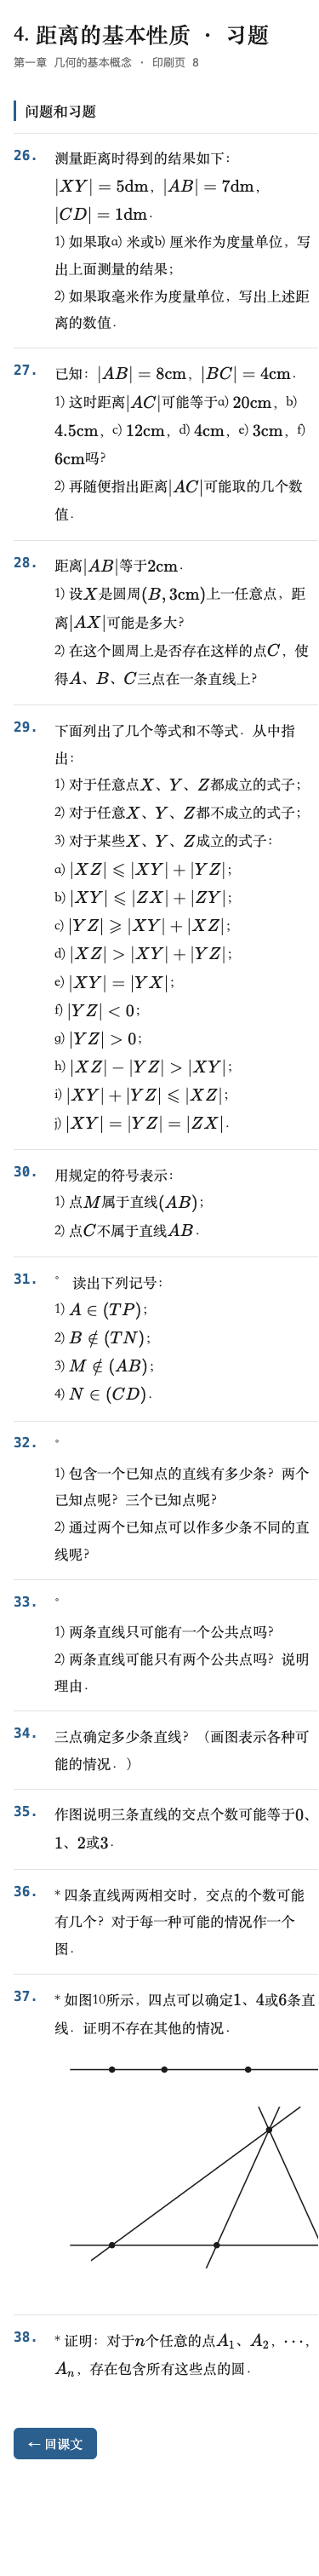 4. 距离的基本性质 · 习题
第一章 几何的基本概念 · 印刷页 8
问题和习题
26. 测量距离时得到的结果如下：
|XY| = 5dm，|AB| = 7dm，
|CD| = 1dm．
1) 如果取a) 米或b) 厘米作为度量单位，写
出上面测量的结果；
2) 如果取毫米作为度量单位，写出上述距
离的数值．
27. 已知：|AB| = 8cm，|BC| = 4cm．
1) 这时距离|AC|可能等于a) 20cm，b)
4.5cm，c) 12cm，d) 4cm，e) 3cm，f)
6cm吗？
2) 再随便指出距离|AC|可能取的几个数
值．
28. 距离|AB|等于2cm．
1) 设X是圆周(B, 3cm)上一任意点，距
离|AX|可能是多大？
2) 在这个圆周上是否存在这样的点C，使
得A、B、C三点在一条直线上？
29. 下面列出了几个等式和不等式．从中指
出：
1) 对于任意点X、Y、Z都成立的式子；
2) 对于任意X、Y、Z都不成立的式子；
3) 对于某些X、Y、Z成立的式子：
a) |XZ| ⩽ |XY| + |YZ|；
b) |XY| ⩽ |ZX| + |ZY|；
c) |YZ| ⩾ |XY| + |XZ|；
d) |XZ| > |XY| + |YZ|；
e) |XY| = |YX|；
f) |YZ| < 0；
g) |YZ| > 0；
h) |XZ| − |YZ| > |XY|；
i) |XY| + |YZ| ⩽ |XZ|；
j) |XY| = |YZ| = |ZX|．
30. 用规定的符号表示：
1) 点M属于直线(AB)；
2) 点C不属于直线AB．
31. ° 读出下列记号：
1) A ∈ (TP)；
2) B ∉ (TN)；
3) M ∉ (AB)；
4) N ∈ (CD)．
32. °
1) 包含一个已知点的直线有多少条？两个
已知点呢？三个已知点呢？
2) 通过两个已知点可以作多少条不同的直
线呢？
33. °
1) 两条直线只可能有一个公共点吗？
2) 两条直线可能只有两个公共点吗？说明
理由．
34. 三点确定多少条直线？（画图表示各种可
能的情况．）
35. 作图说明三条直线的交点个数可能等于0、
1、2或3．
36. * 四条直线两两相交时，交点的个数可能
有几个？对于每一种可能的情况作一个
图．
37. * 如图10所示，四点可以确定1、4或6条直
线．证明不存在其他的情况．
38. * 证明：对于n个任意的点A₁、A₂，⋯，
Aₙ，存在包含所有这些点的圆．
← 回课文